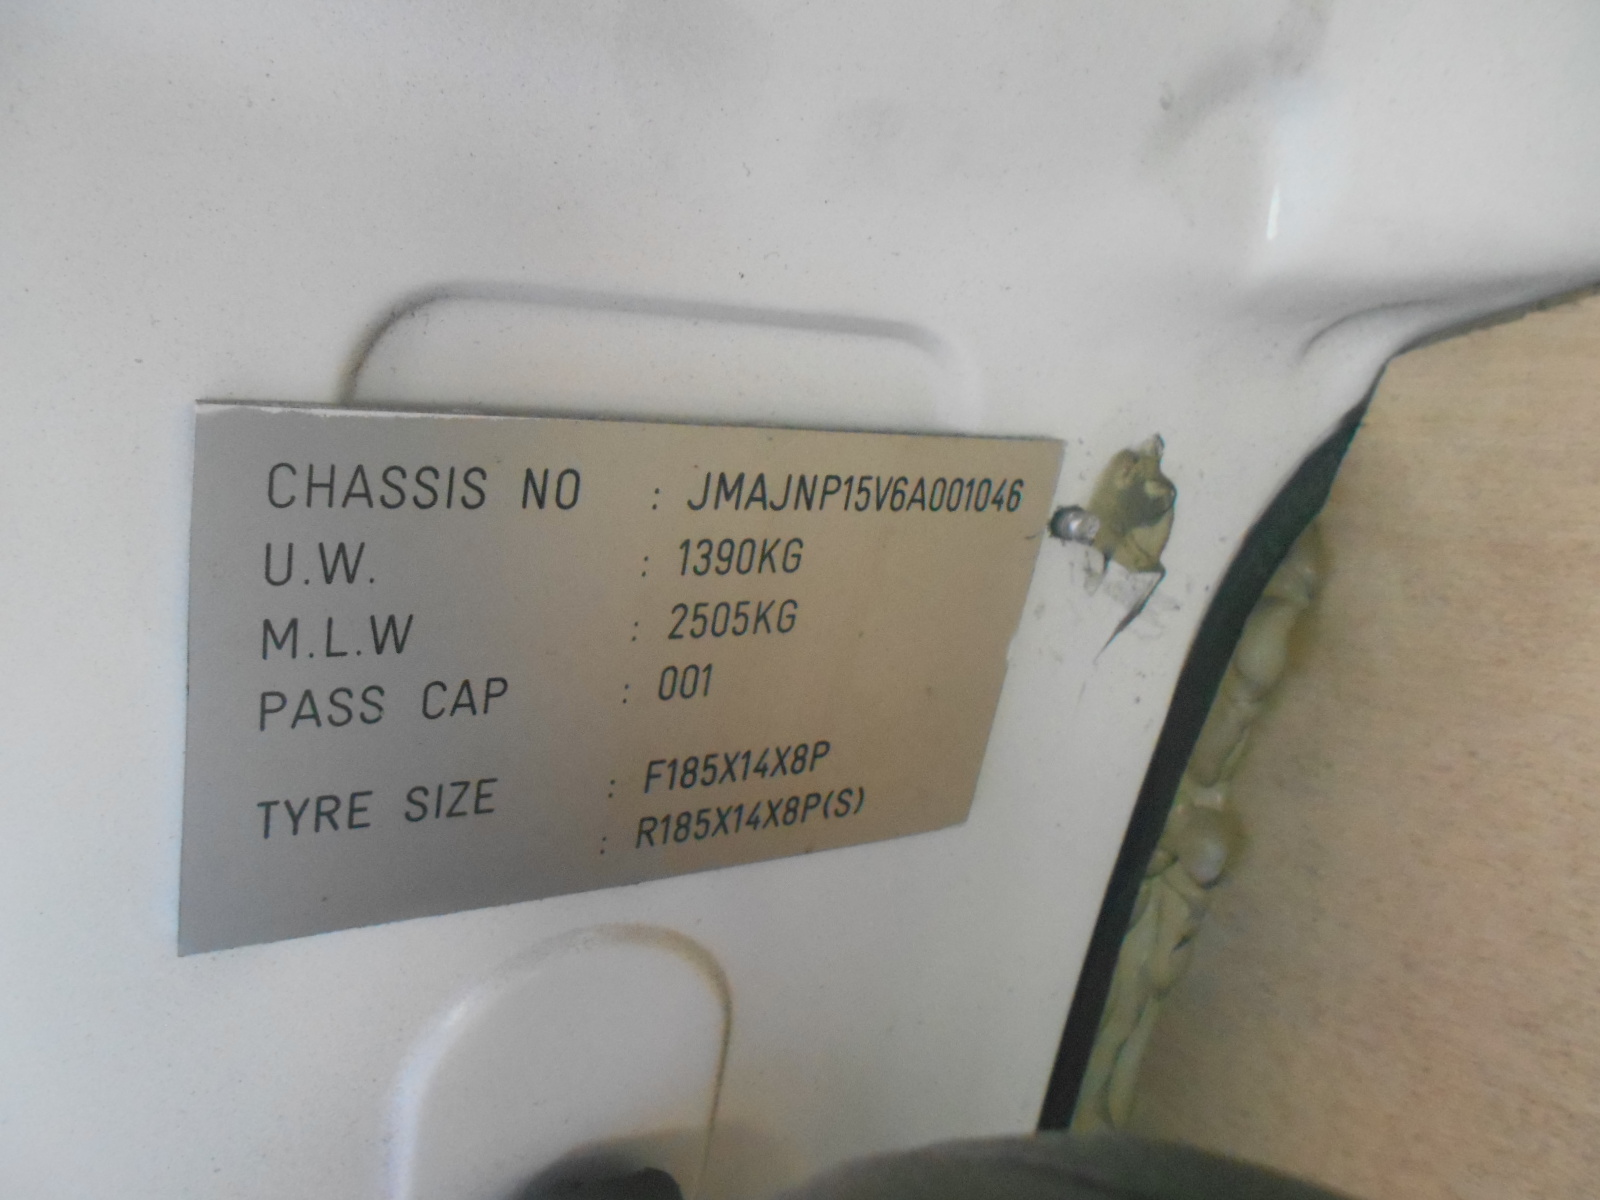 CHASSIS NO : JMAJNP15V6A001046
U.W. : 1390KG
M.L.W : 2505KG
PASS CAP : 001
TYRE SIZE : F185X14X8P
: R185X14X8P(S)